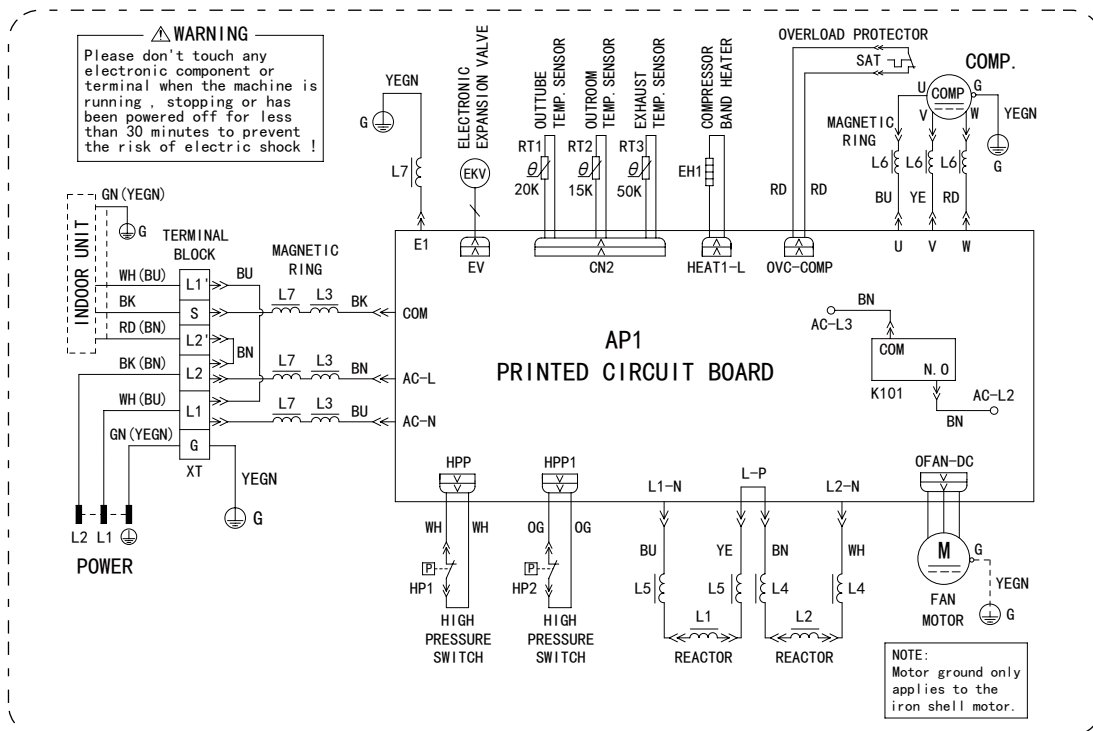 ⚠ WARNING
Please don't touch any
electronic component or
terminal when the machine is
running , stopping or has
been powered off for less
than 30 minutes to prevent
the risk of electric shock !
YEGN
G
L7
E1
ELECTRONIC
EXPANSION VALVE
EKV
EV
OUTTUBE
TEMP. SENSOR
OUTROOM
TEMP. SENSOR
EXHAUST
TEMP. SENSOR
RT1
RT2
RT3
θ
θ
θ
20K
15K
50K
CN2
COMPRESSOR
BAND HEATER
EH1
HEAT1-L
OVERLOAD PROTECTOR
SAT
RD
RD
OVC-COMP
COMP.
U
COMP
G
V
W
YEGN
G
MAGNETIC
RING
L6
L6
L6
BU
YE
RD
U
V
W
INDOOR UNIT
GN(YEGN)
G
TERMINAL
BLOCK
MAGNETIC
RING
WH(BU)
L1'
BU
BK
S
L7
L3
BK
COM
RD(BN)
L2'
BN
BK(BN)
L2
L7
L3
BN
AC-L
WH(BU)
L1
L7
L3
BU
AC-N
GN(YEGN)
G
XT
YEGN
G
L2
L1
POWER
AP1
PRINTED CIRCUIT BOARD
BN
AC-L3
COM
N.O
K101
AC-L2
BN
HPP
WH
WH
P
HP1
HIGH
PRESSURE
SWITCH
HPP1
OG
OG
P
HP2
HIGH
PRESSURE
SWITCH
L1-N
L-P
L2-N
BU
YE
BN
WH
L5
L5
L4
L4
L1
L2
REACTOR
REACTOR
OFAN-DC
M
G
YEGN
G
FAN
MOTOR
NOTE:
Motor ground only
applies to the
iron shell motor.